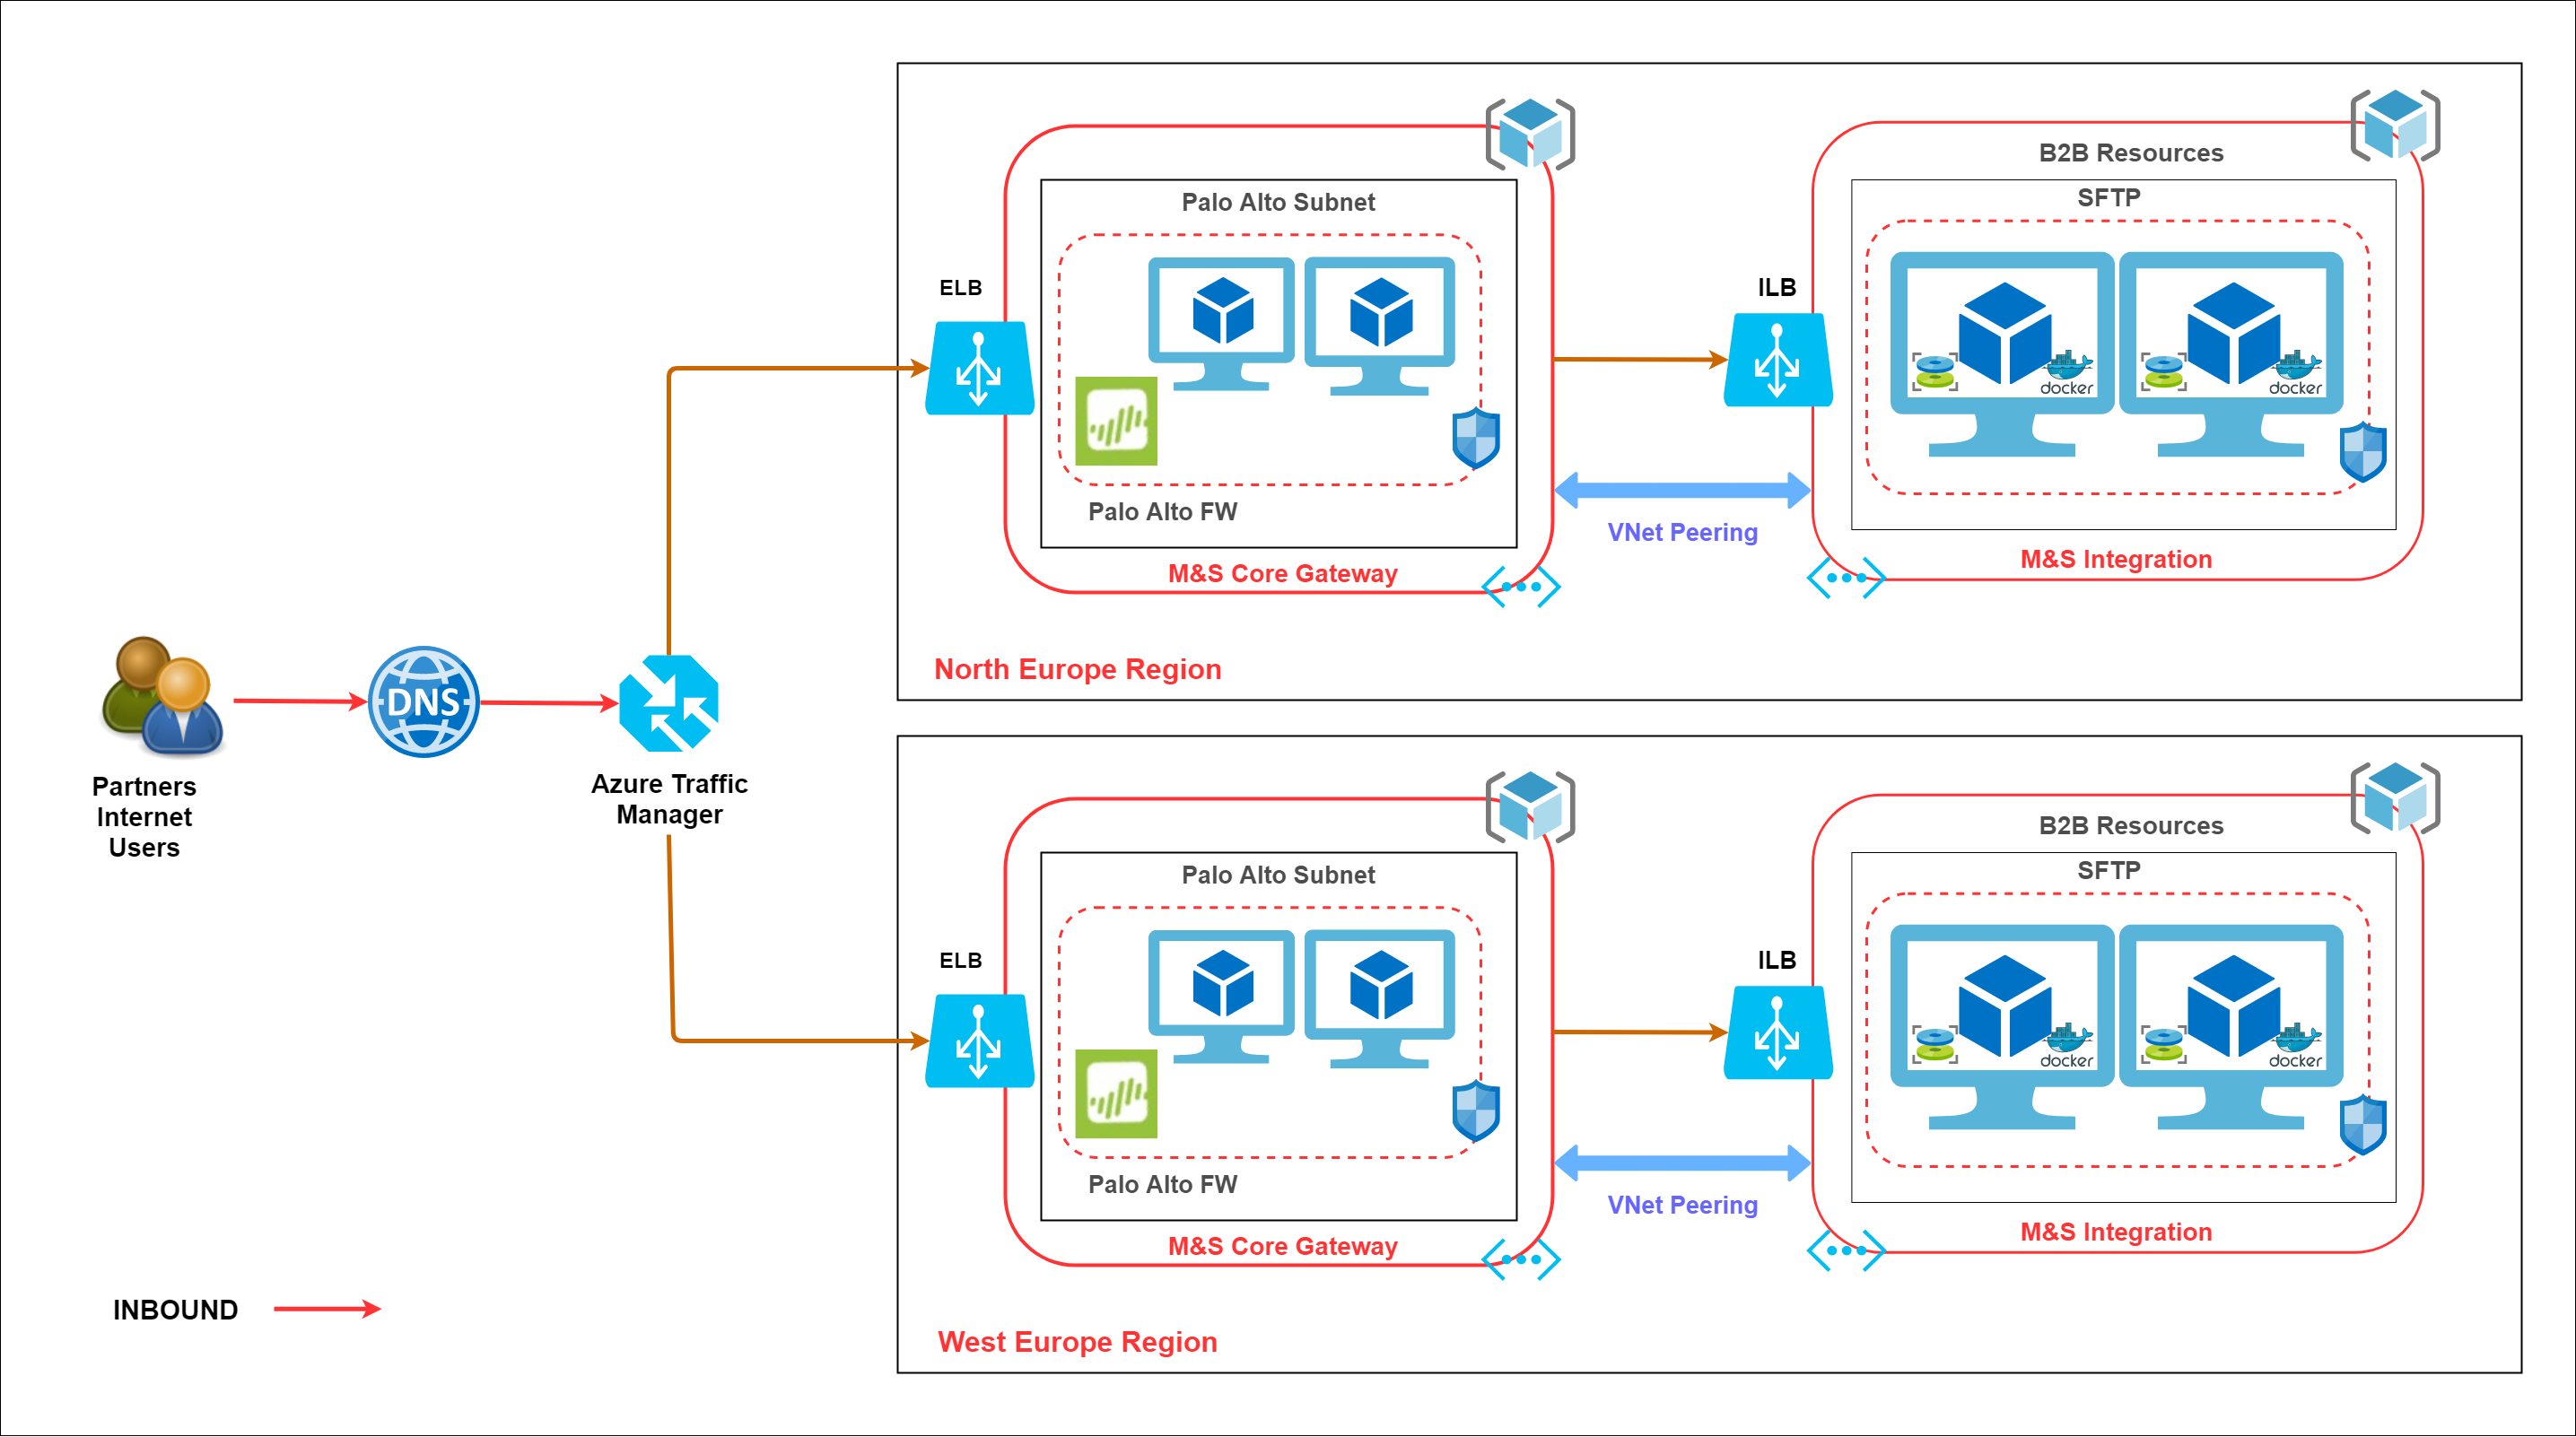 B2B Resources
Palo Alto Subnet
SFTP
ELB
ILB
docker
docker
Palo Alto FW
VNet Peering
M&S Core Gateway
M&S Integration
North Europe Region
DNS
Partners
Internet
Users
Azure Traffic
Manager
B2B Resources
Palo Alto Subnet
SFTP
ELB
ILB
docker
docker
Palo Alto FW
VNet Peering
M&S Core Gateway
M&S Integration
INBOUND
West Europe Region